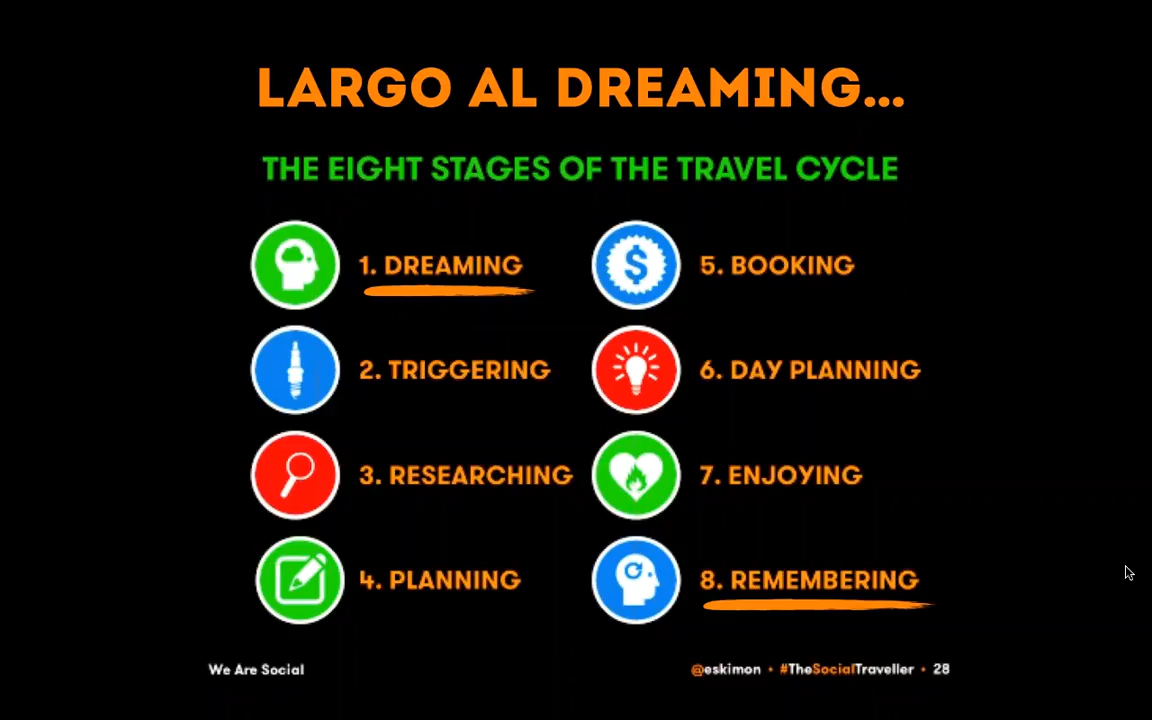 LARGO AL DREAMING...
THE EIGHT STAGES OF THE TRAVEL CYCLE
1. DREAMING
2. TRIGGERING
3. RESEARCHING
4. PLANNING
$
5. BOOKING
6. DAY PLANNING
7. ENJOYING
8. REMEMBERING
We Are Social
@eskimon • #TheSocialTraveller • 28